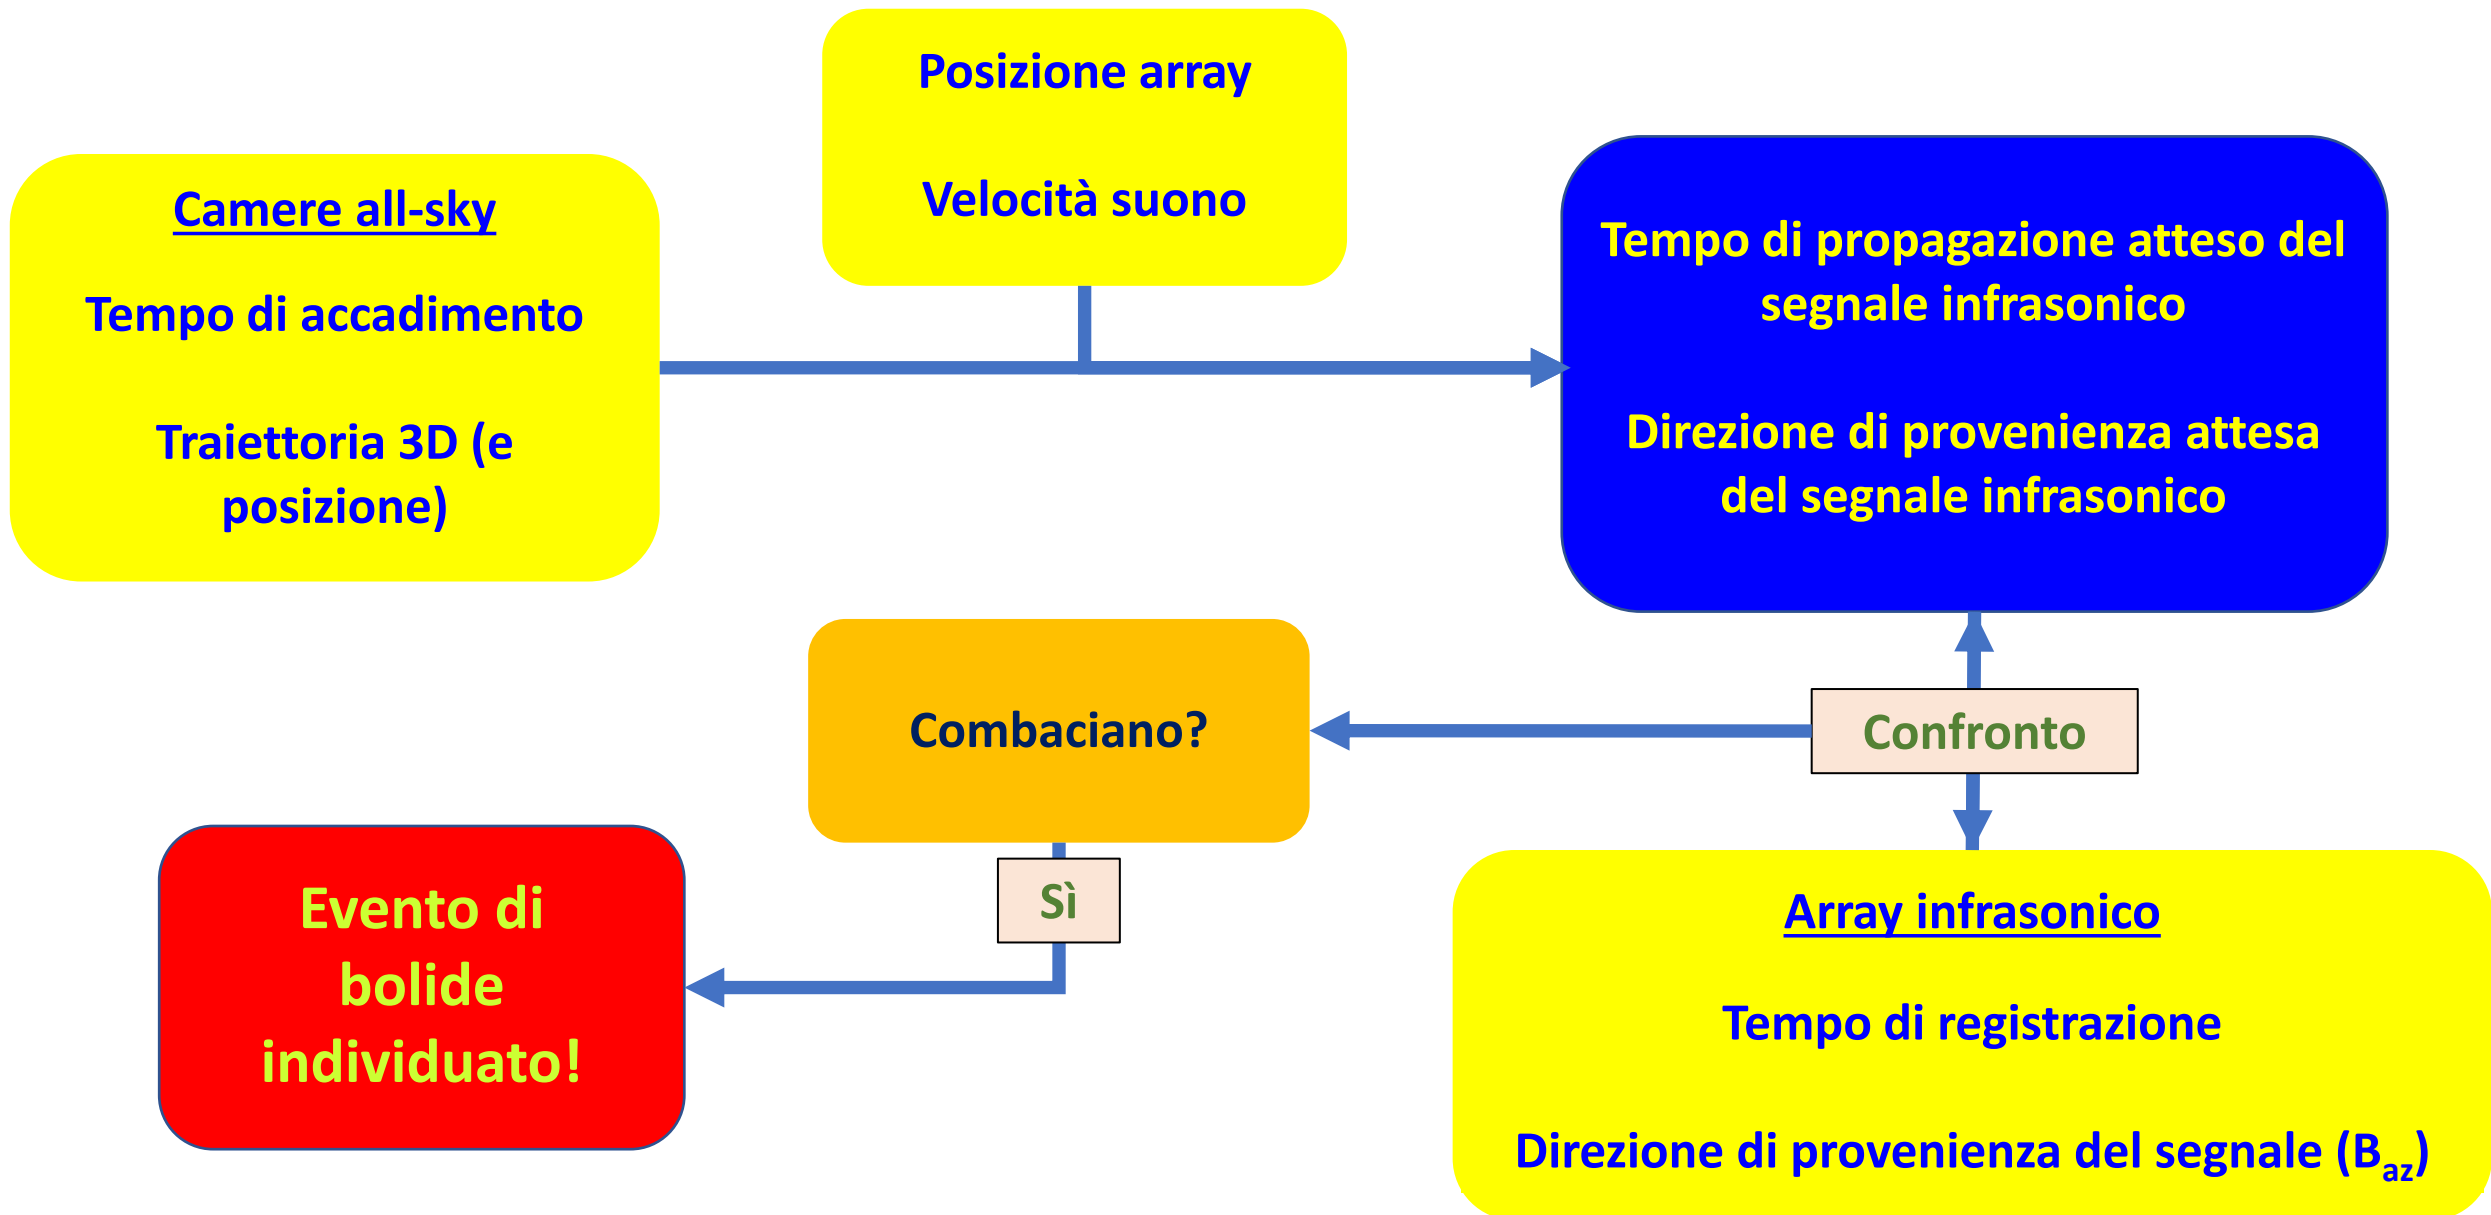 Posizione array
Velocità suono
Camere all-sky
Tempo di accadimento
Traiettoria 3D (e
posizione)
Tempo di propagazione atteso del
segnale infrasonico
Direzione di provenienza attesa
del segnale infrasonico
Combaciano?
Confronto
Sì
Evento di
bolide
individuato!
Array infrasonico
Tempo di registrazione
Direzione di provenienza del segnale (Baz)